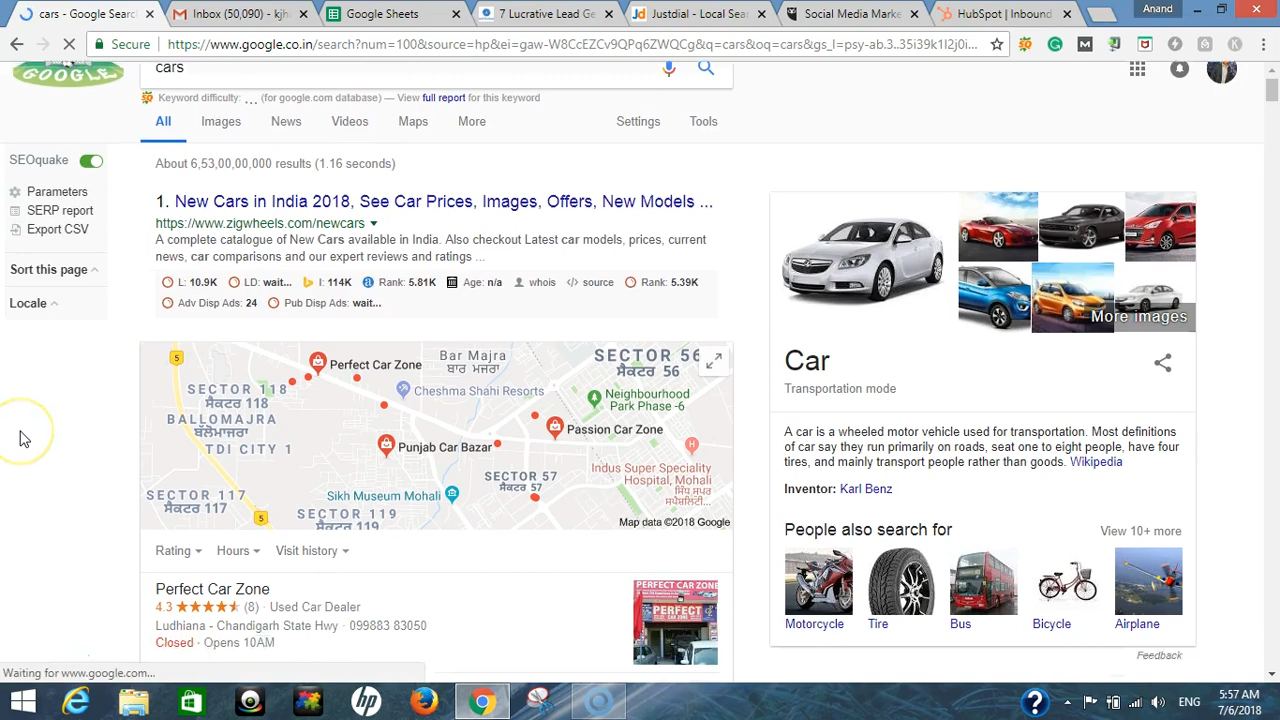 cars - Google Sear
Inbox (50,090) - kjh
Google Sheets
7 Lucrative Lead Ge
Justdial - Local Sear
Social Media Marke
HubSpot | Inbound
Anand
Secure
https://www.google.co.in/search?num=100&source=hp&ei=gaw-W8CcEZCv9QPq6ZWQCg&q=cars&oq=cars&gs_l=psy-ab.3..35i39k1l2j0i...
GOOGLE
cars
Keyword difficulty: ... (for google.com database) — View full report for this keyword
All
Images
News
Videos
Maps
More
Settings
Tools
SEOquake
Parameters
SERP report
Export CSV
Sort this page
Locale
About 6,53,00,00,000 results (1.16 seconds)
1. New Cars in India 2018, See Car Prices, Images, Offers, New Models ...
https://www.zigwheels.com/newcars
A complete catalogue of New Cars available in India. Also checkout Latest car models, prices, current
news, car comparisons and our expert reviews and ratings ...
L: 10.9K LD: wait... I: 114K Rank: 5.81K Age: n/a whois source Rank: 5.39K
Adv Disp Ads: 24 Pub Disp Ads: wait...
5
Perfect Car Zone
Bar Majra
ਬਾਰ ਮਜਰਾ
SECTOR 56
ਸੈਕਟਰ 56
SECTOR 118
ਸੈਕਟਰ 118
Cheshma Shahi Resorts
Neighbourhood
Park Phase -6
BALLOMAJRA
ਬੱਲੋਮਾਜਰਾ
TDI CITY 1
Punjab Car Bazar
Passion Car Zone
SECTOR 57
ਸੈਕਟਰ 57
Indus Super Speciality
Hospital, Mohali
SECTOR 117
ਸੈਕਟਰ 117
Sikh Museum Mohali
5
SECTOR 119
ਸੈਕਟਰ 119
Map data ©2018 Google
Rating
Hours
Visit history
Perfect Car Zone
4.3 (8) · Used Car Dealer
Ludhiana - Chandigarh State Hwy · 099883 83050
Closed · Opens 10AM
PERFECT CAR ZONE
PERFECT
More images
Car
Transportation mode
A car is a wheeled motor vehicle used for transportation. Most definitions
of car say they run primarily on roads, seat one to eight people, have four
tires, and mainly transport people rather than goods. Wikipedia
Inventor: Karl Benz
People also search for
View 10+ more
Motorcycle
Tire
Bus
Bicycle
Airplane
Feedback
Waiting for www.google.com...
ENG
5:57 AM
7/6/2018